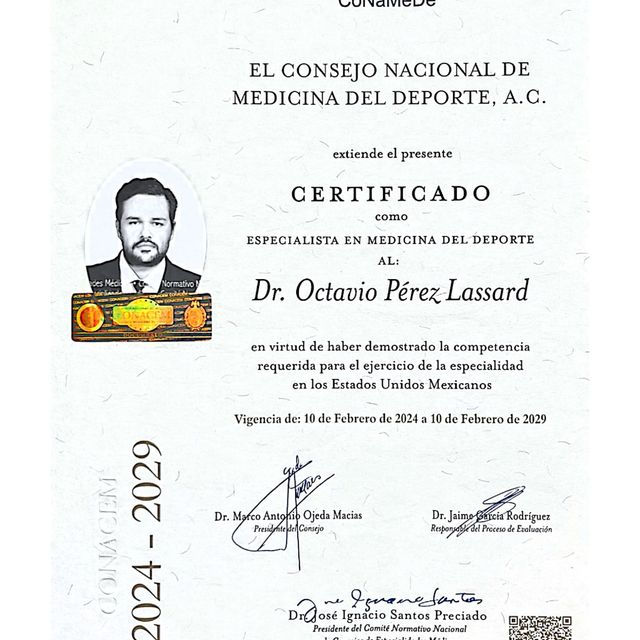 CoNaMeDe
EL CONSEJO NACIONAL DE
MEDICINA DEL DEPORTE, A.C.
extiende el presente
CERTIFICADO
como
ESPECIALISTA EN MEDICINA DEL DEPORTE
AL:
Dr. Octavio Pérez Lassard
en virtud de haber demostrado la competencia
requerida para el ejercicio de la especialidad
en los Estados Unidos Mexicanos
Vigencia de: 10 de Febrero de 2024 a 10 de Febrero de 2029
Normativo
CONACEM
CONACEM
2024 - 2029
Dr. Marco Antonio Ojeda Macias
Presidente del Consejo
Dr. Jaime García Rodríguez
Responsable del Proceso de Evaluación
Dr. José Ignacio Santos Preciado
Presidente del Comité Normativo Nacional